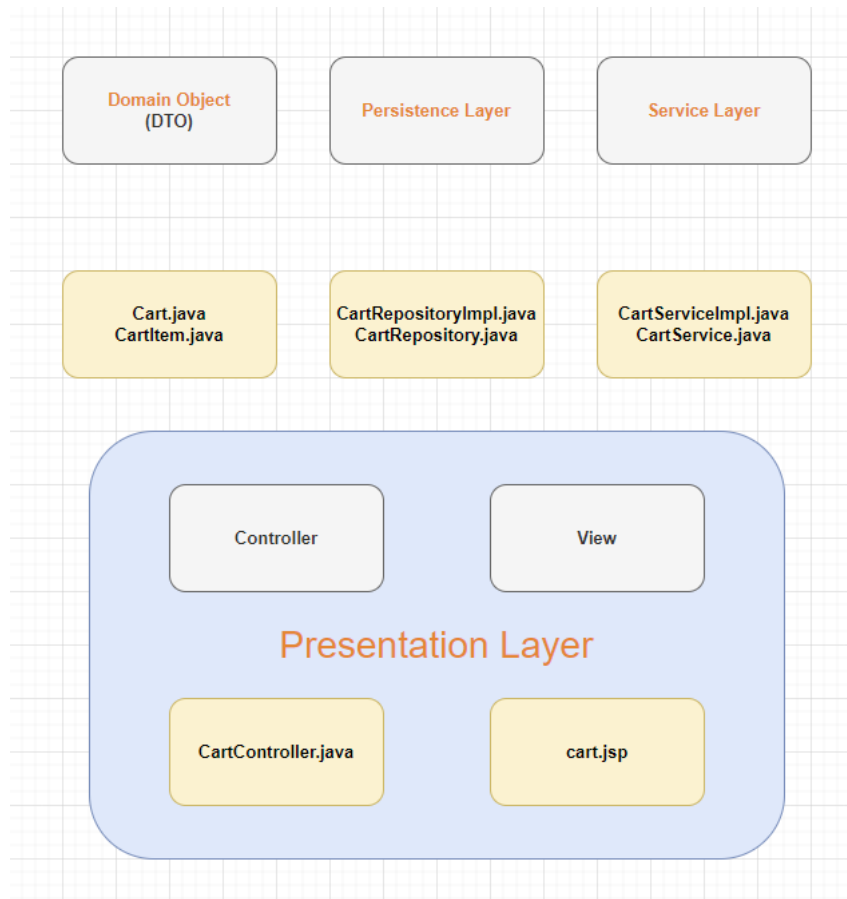 Domain Object
(DTO)
Persistence Layer
Service Layer
Cart.java
CartItem.java
CartRepositoryImpl.java
CartRepository.java
CartServiceImpl.java
CartService.java
Controller
View
Presentation Layer
CartController.java
cart.jsp